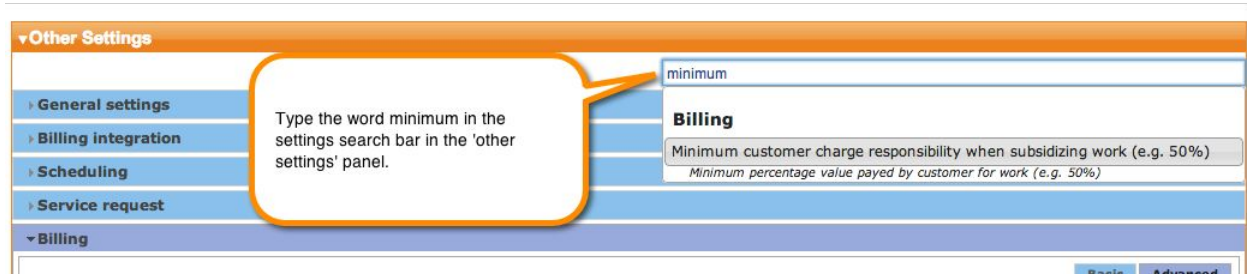 Other Settings
minimum
General settings
Billing integration
Scheduling
Service request
Billing
Type the word minimum in the
settings search bar in the 'other
settings' panel.
Billing
Minimum customer charge responsibility when subsidizing work (e.g. 50%)
Minimum percentage value payed by customer for work (e.g. 50%)
Basic Advanced